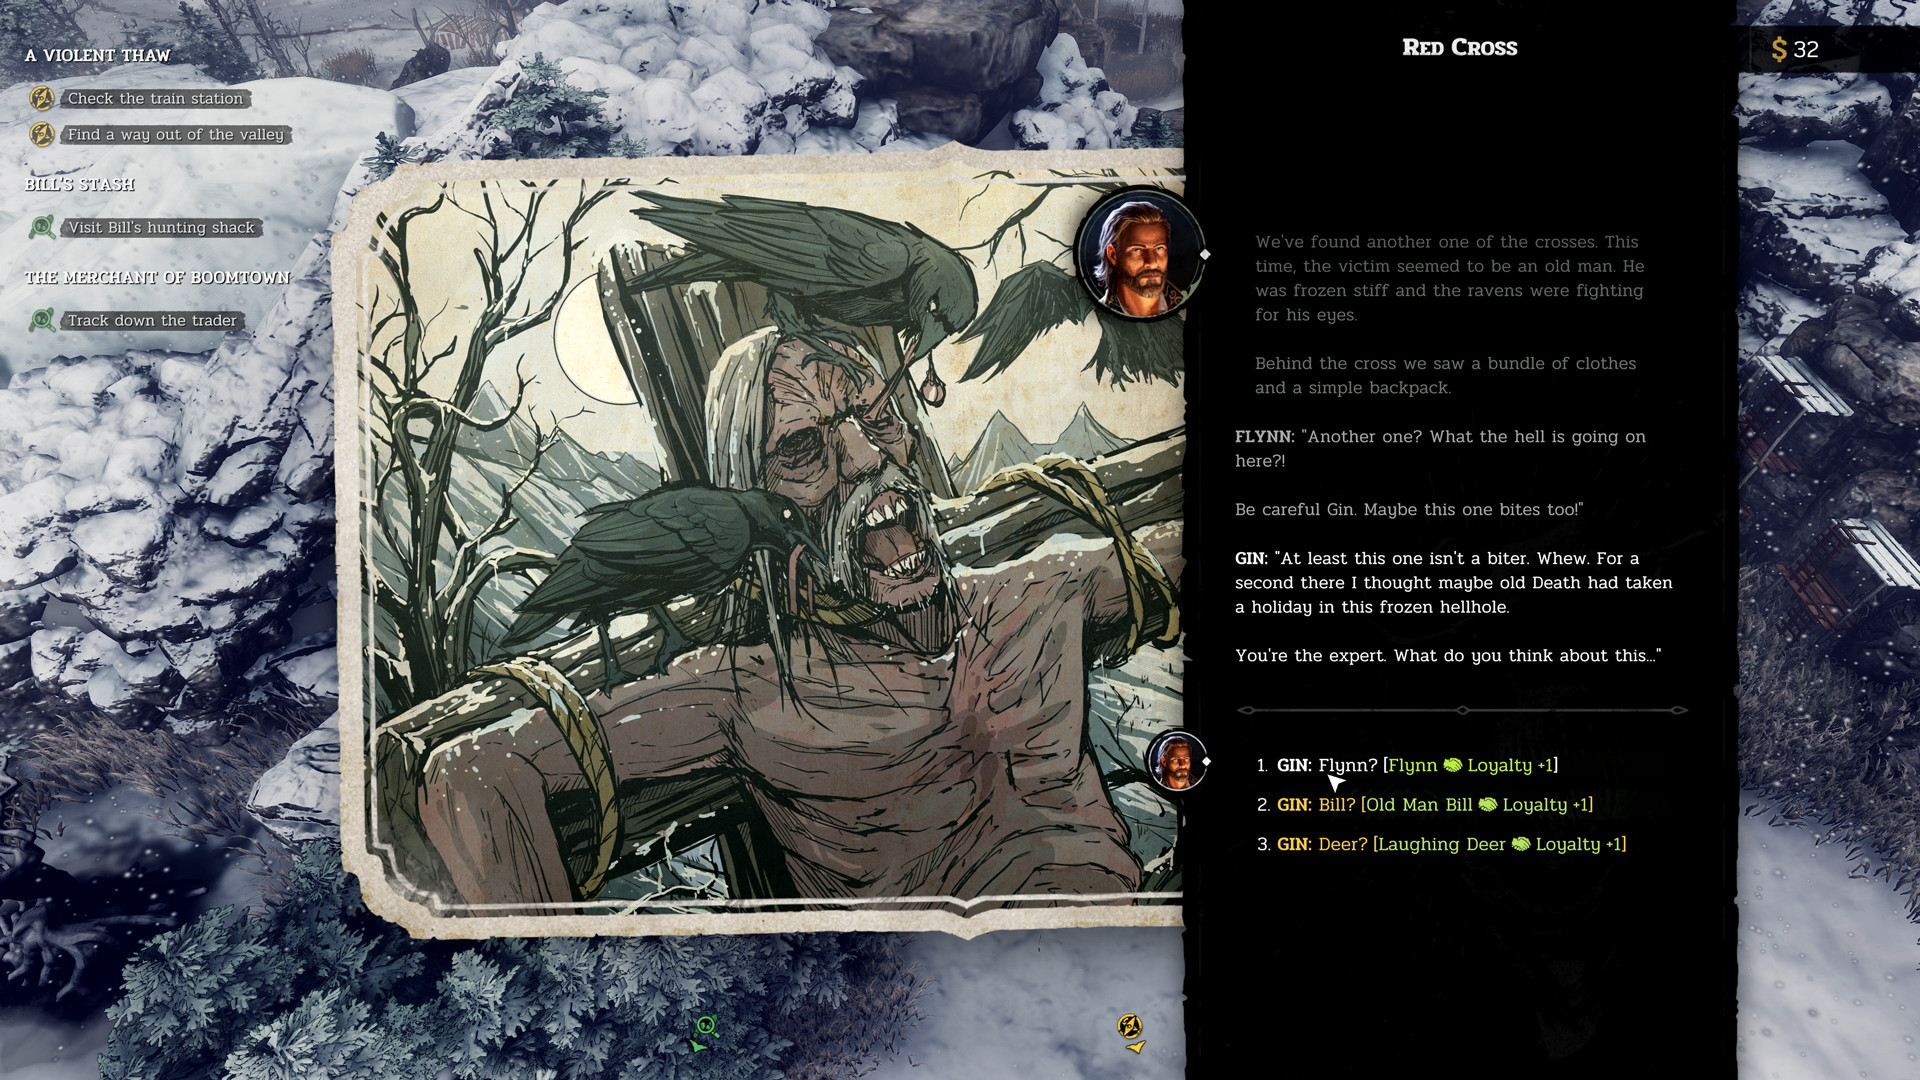 A VIOLENT THAW
Check the train station
Find a way out of the valley
BILL'S STASH
Visit Bill's hunting shack
THE MERCHANT OF BOOMTOWN
Track down the trader
RED CROSS
$ 32
We've found another one of the crosses. This
time, the victim seemed to be an old man. He
was frozen stiff and the ravens were fighting
for his eyes.
Behind the cross we saw a bundle of clothes
and a simple backpack.
FLYNN: "Another one? What the hell is going on
here?!
Be careful Gin. Maybe this one bites too!"
GIN: "At least this one isn't a biter. Whew. For a
second there I thought maybe old Death had taken
a holiday in this frozen hellhole.
You're the expert. What do you think about this..."
1. GIN: Flynn? [Flynn Loyalty +1]
2. GIN: Bill? [Old Man Bill Loyalty +1]
3. GIN: Deer? [Laughing Deer Loyalty +1]